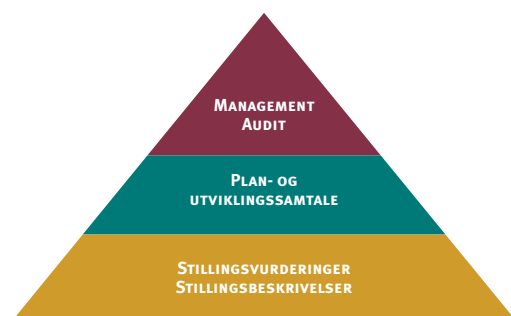 Management
Audit
Plan- og
utviklingssamtale
Stillingsvurderinger
Stillingsbeskrivelser